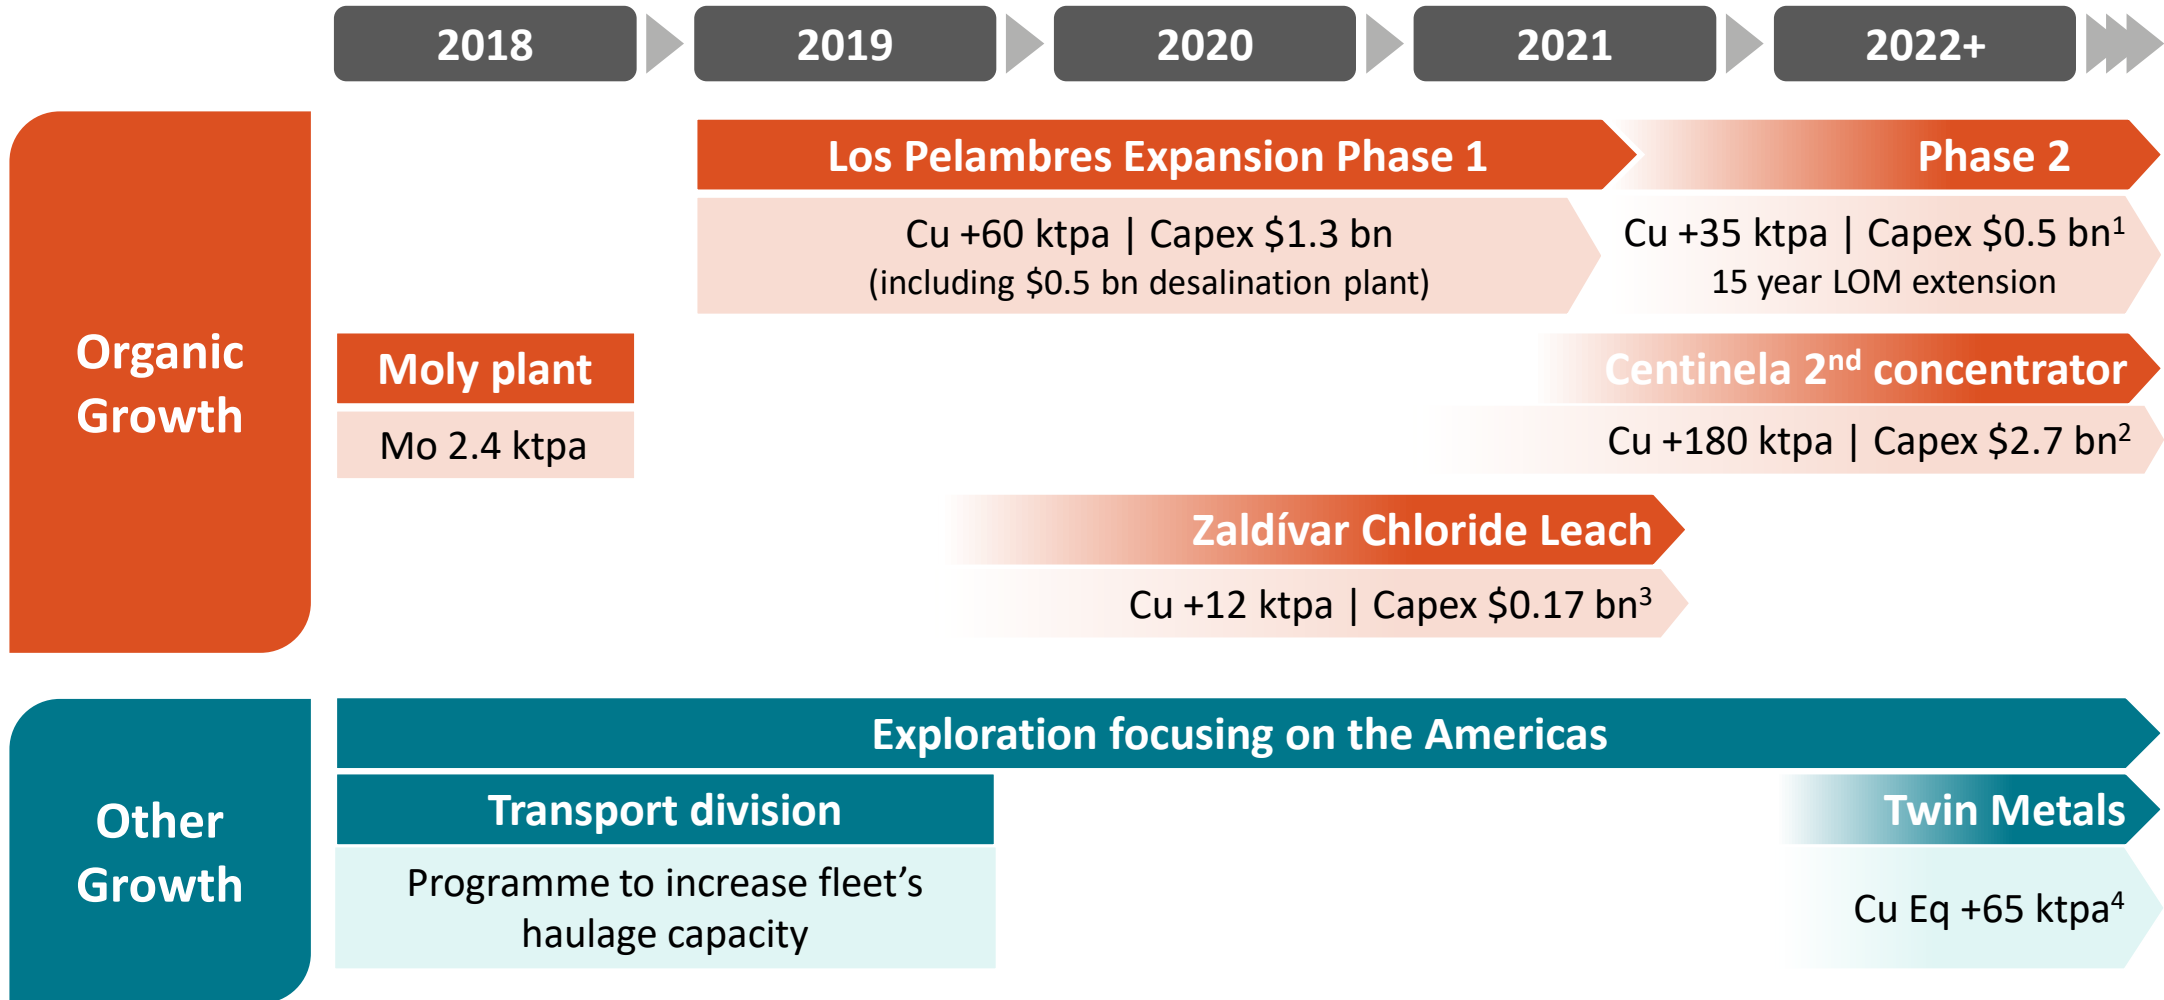 2018
2019
2020
2021
2022+
Organic
Growth
Los Pelambres Expansion Phase 1
Cu +60 ktpa | Capex $1.3 bn
(including $0.5 bn desalination plant)
Phase 2
Cu +35 ktpa | Capex $0.5 bn¹
15 year LOM extension
Moly plant
Mo 2.4 ktpa
Centinela 2ⁿᵈ concentrator
Cu +180 ktpa | Capex $2.7 bn²
Zaldívar Chloride Leach
Cu +12 ktpa | Capex $0.17 bn³
Other
Growth
Exploration focusing on the Americas
Transport division
Programme to increase fleet’s
haulage capacity
Twin Metals
Cu Eq +65 ktpa⁴